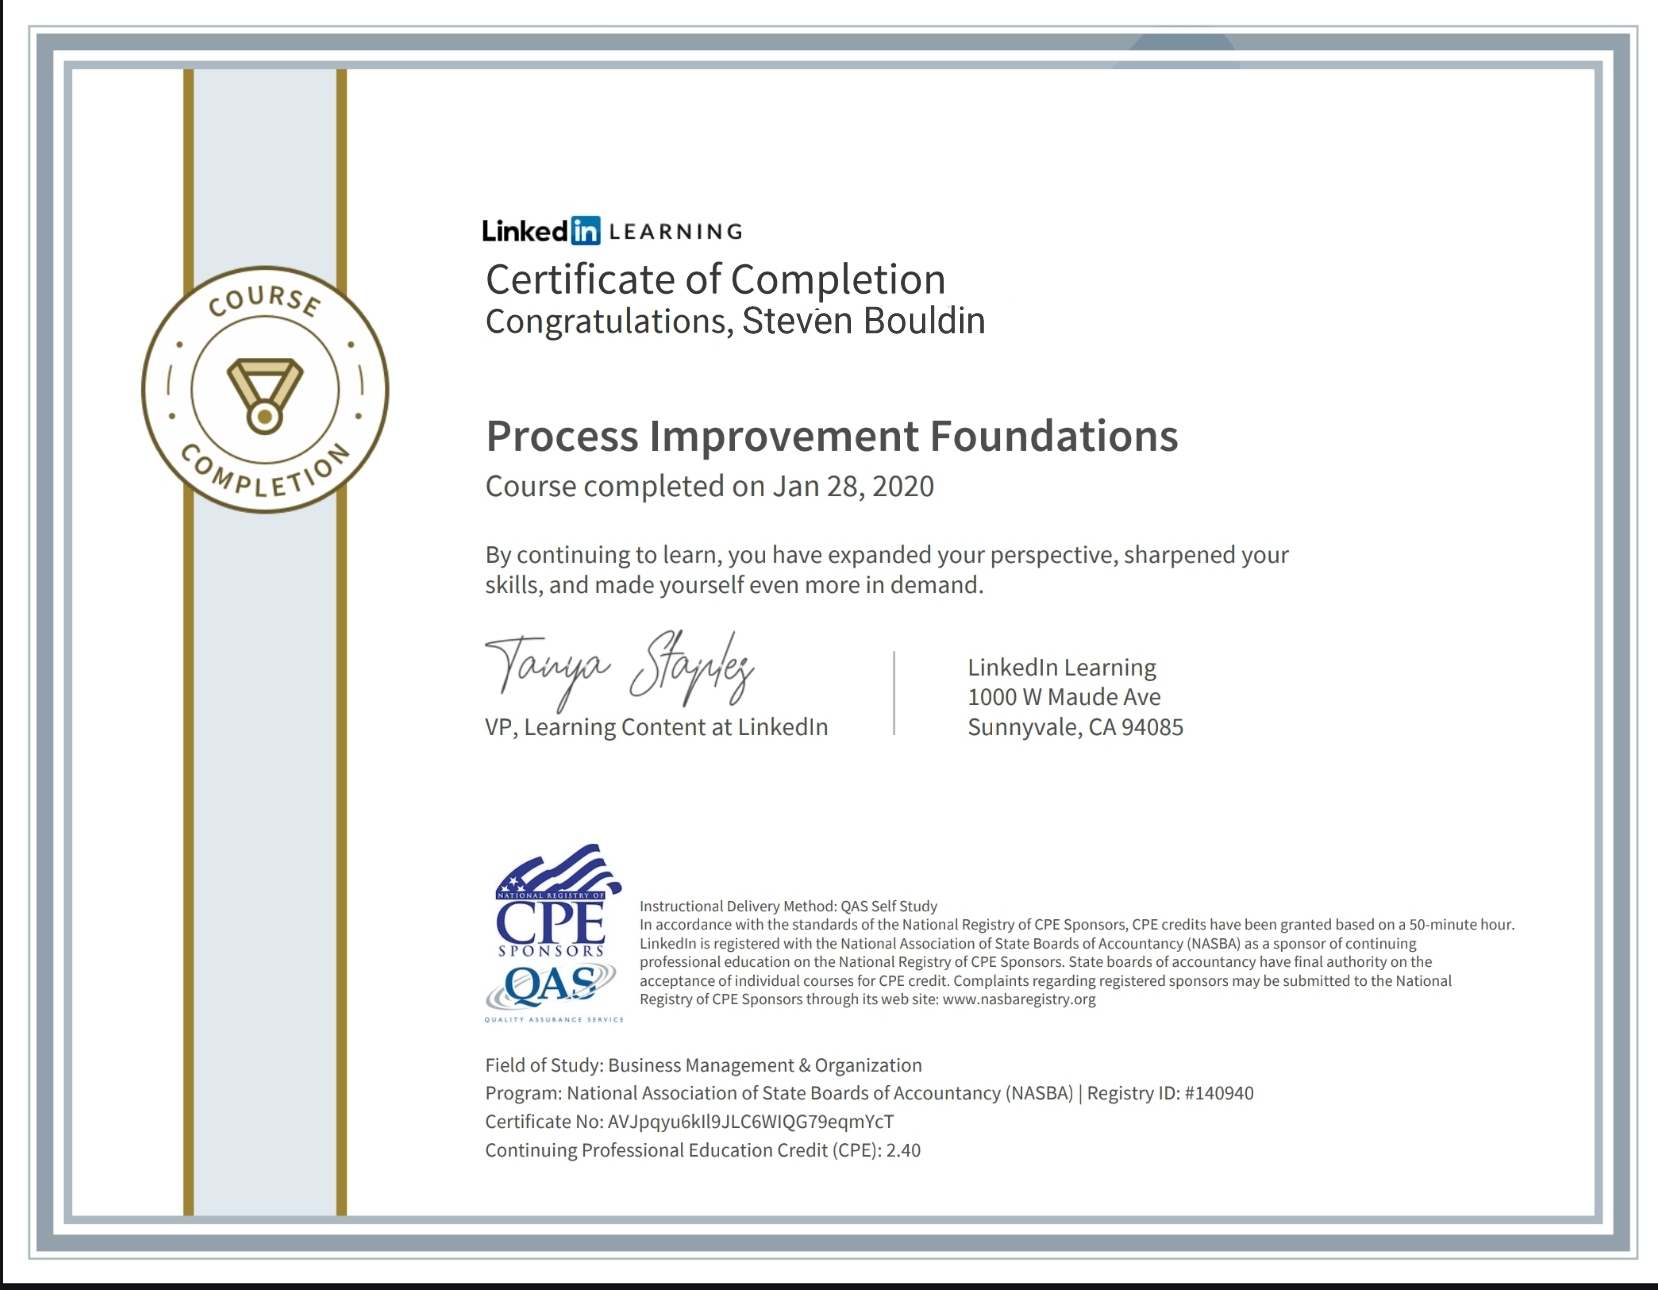 LinkedIn LEARNING
Certificate of Completion
Congratulations, Steven Bouldin
COURSE
COMPLETION
Process Improvement Foundations
Course completed on Jan 28, 2020
By continuing to learn, you have expanded your perspective, sharpened your
skills, and made yourself even more in demand.
Tanya Staples
VP, Learning Content at LinkedIn
LinkedIn Learning
1000 W Maude Ave
Sunnyvale, CA 94085
NATIONAL REGISTRY OF
CPE
SPONSORS
QAS
QUALITY ASSURANCE SERVICE
Instructional Delivery Method: QAS Self Study
In accordance with the standards of the National Registry of CPE Sponsors, CPE credits have been granted based on a 50-minute hour.
LinkedIn is registered with the National Association of State Boards of Accountancy (NASBA) as a sponsor of continuing
professional education on the National Registry of CPE Sponsors. State boards of accountancy have final authority on the
acceptance of individual courses for CPE credit. Complaints regarding registered sponsors may be submitted to the National
Registry of CPE Sponsors through its web site: www.nasbaregistry.org
Field of Study: Business Management & Organization
Program: National Association of State Boards of Accountancy (NASBA) | Registry ID: #140940
Certificate No: AVJpqyu6kIl9JLC6WIQG79eqmYcT
Continuing Professional Education Credit (CPE): 2.40